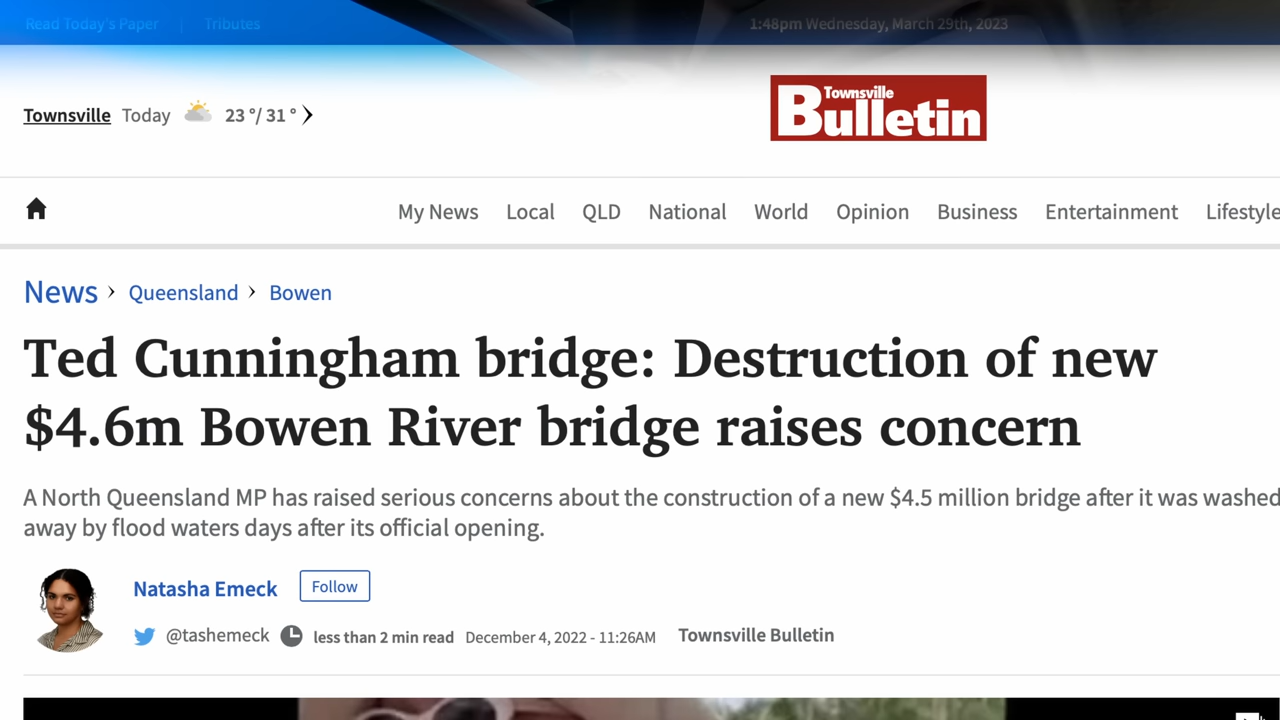 Read Today's Paper | Tributes 1:48pm Wednesday, March 29th, 2023
Townsville Today 23 °/ 31 °
Townsville
Bulletin
My News Local QLD National World Opinion Business Entertainment Lifestyle
News › Queensland › Bowen
Ted Cunningham bridge: Destruction of new
$4.6m Bowen River bridge raises concern
A North Queensland MP has raised serious concerns about the construction of a new $4.5 million bridge after it was washed
away by flood waters days after its official opening.
Natasha Emeck Follow
@tashemeck less than 2 min read December 4, 2022 - 11:26AM Townsville Bulletin